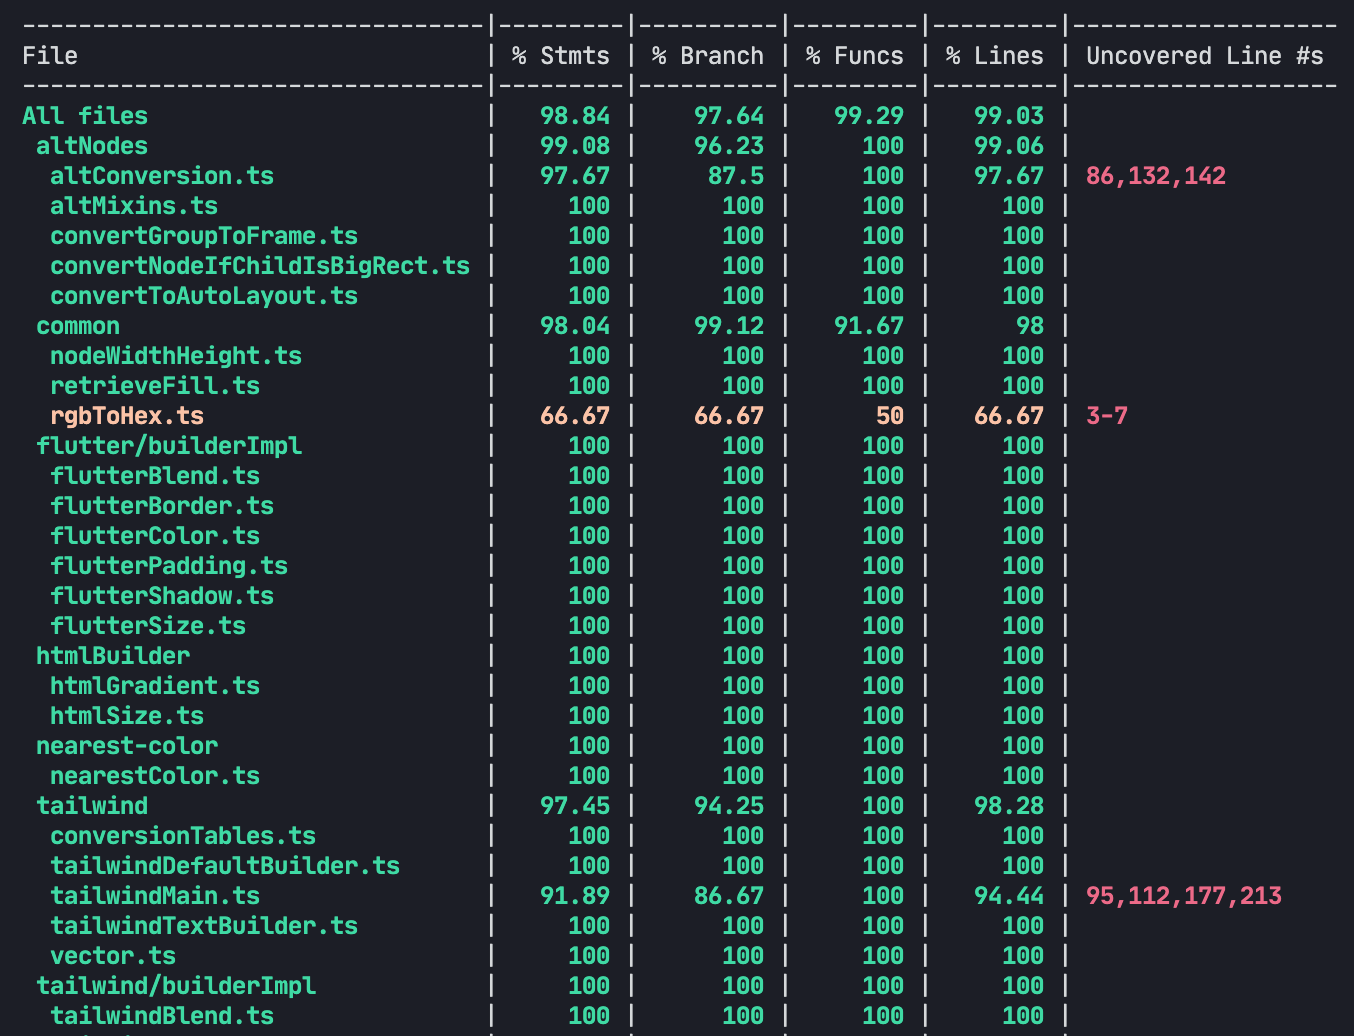 ---------------------------------|---------|----------|---------|---------|-------------------
File                             | % Stmts | % Branch | % Funcs | % Lines | Uncovered Line #s
---------------------------------|---------|----------|---------|---------|-------------------
All files                        |   98.84 |    97.64 |   99.29 |   99.03 |
 altNodes                        |   99.08 |    96.23 |     100 |   99.06 |
  altConversion.ts               |   97.67 |     87.5 |     100 |   97.67 | 86,132,142
  altMixins.ts                   |     100 |      100 |     100 |     100 |
  convertGroupToFrame.ts         |     100 |      100 |     100 |     100 |
  convertNodeIfChildIsBigRect.ts |     100 |      100 |     100 |     100 |
  convertToAutoLayout.ts         |     100 |      100 |     100 |     100 |
 common                          |   98.04 |    99.12 |   91.67 |      98 |
  nodeWidthHeight.ts             |     100 |      100 |     100 |     100 |
  retrieveFill.ts                |     100 |      100 |     100 |     100 |
  rgbToHex.ts                    |   66.67 |    66.67 |      50 |   66.67 | 3-7
 flutter/builderImpl             |     100 |      100 |     100 |     100 |
  flutterBlend.ts                |     100 |      100 |     100 |     100 |
  flutterBorder.ts               |     100 |      100 |     100 |     100 |
  flutterColor.ts                |     100 |      100 |     100 |     100 |
  flutterPadding.ts              |     100 |      100 |     100 |     100 |
  flutterShadow.ts               |     100 |      100 |     100 |     100 |
  flutterSize.ts                 |     100 |      100 |     100 |     100 |
 htmlBuilder                     |     100 |      100 |     100 |     100 |
  htmlGradient.ts                |     100 |      100 |     100 |     100 |
  htmlSize.ts                    |     100 |      100 |     100 |     100 |
 nearest-color                   |     100 |      100 |     100 |     100 |
  nearestColor.ts                |     100 |      100 |     100 |     100 |
 tailwind                        |   97.45 |    94.25 |     100 |   98.28 |
  conversionTables.ts            |     100 |      100 |     100 |     100 |
  tailwindDefaultBuilder.ts      |     100 |      100 |     100 |     100 |
  tailwindMain.ts                |   91.89 |    86.67 |     100 |   94.44 | 95,112,177,213
  tailwindTextBuilder.ts         |     100 |      100 |     100 |     100 |
  vector.ts                      |     100 |      100 |     100 |     100 |
 tailwind/builderImpl            |     100 |      100 |     100 |     100 |
  tailwindBlend.ts               |     100 |      100 |     100 |     100 |